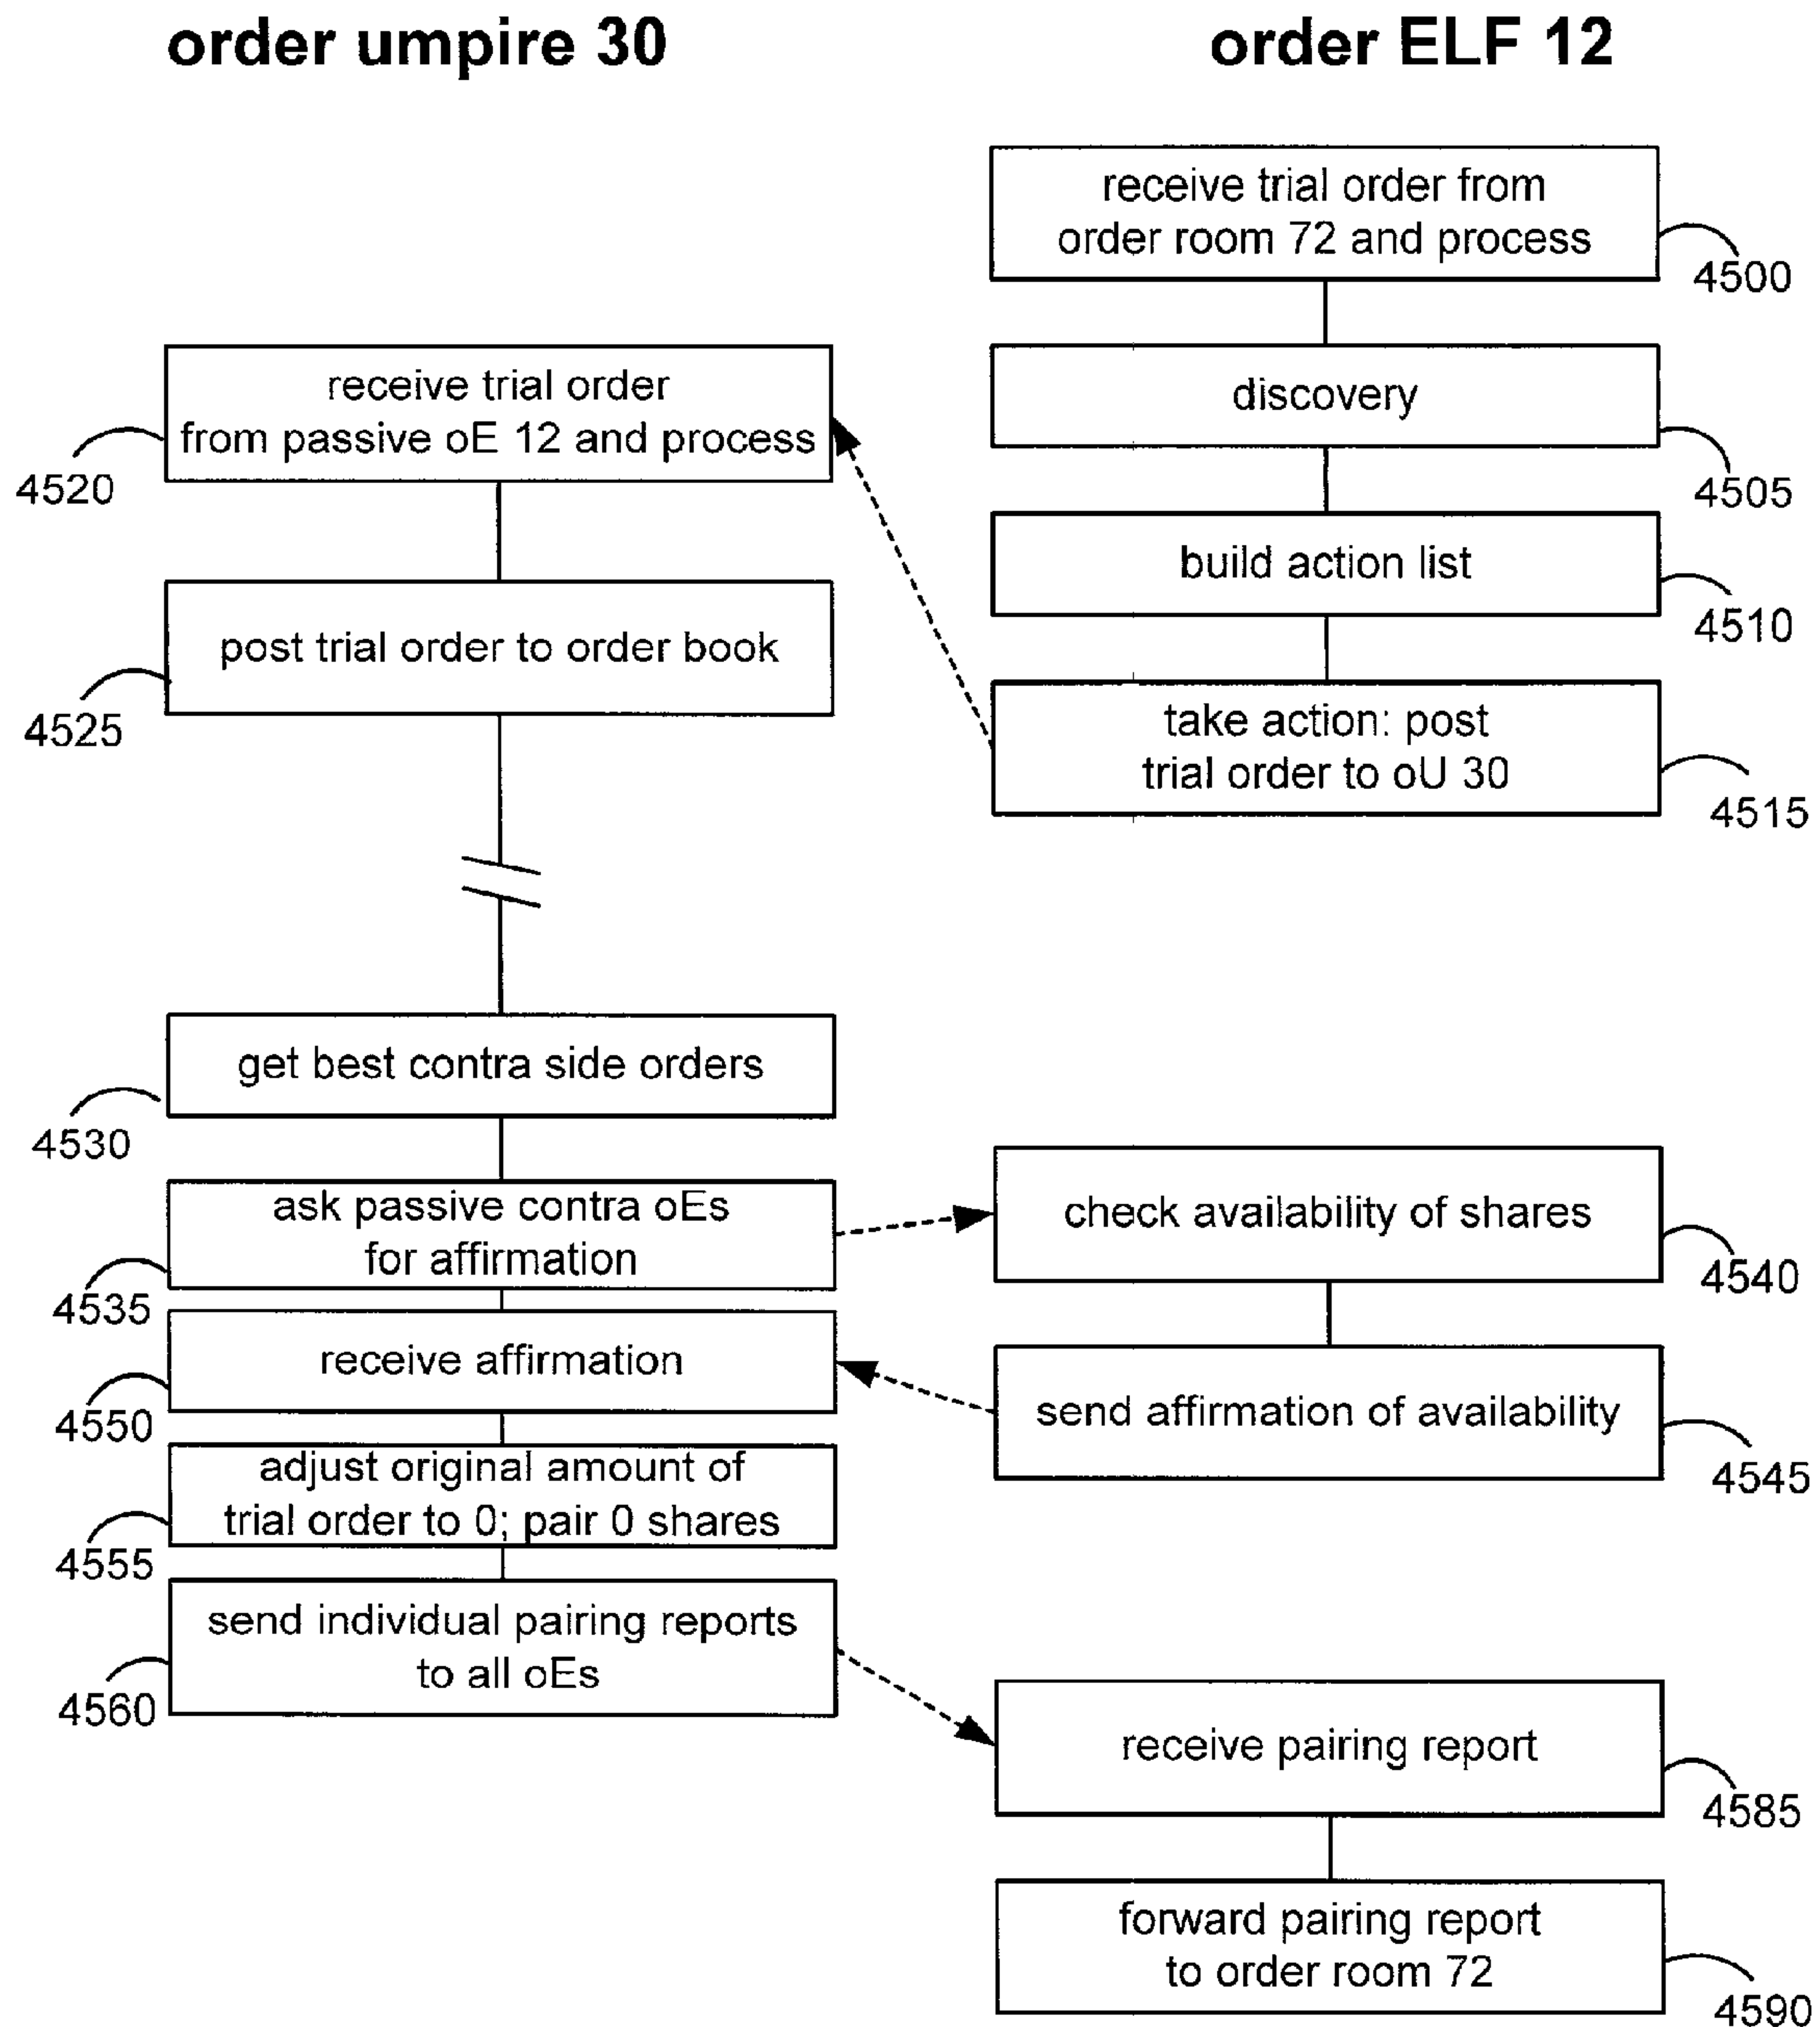 order umpire 30
order ELF 12
receive trial order from
order room 72 and process
4500
discovery
4505
build action list
4510
take action: post
trial order to oU 30
4515
receive trial order
from passive oE 12 and process
4520
post trial order to order book
4525
get best contra side orders
4530
ask passive contra oEs
for affirmation
4535
check availability of shares
4540
send affirmation of availability
4545
receive affirmation
4550
adjust original amount of
trial order to 0; pair 0 shares
4555
send individual pairing reports
to all oEs
4560
receive pairing report
4585
forward pairing report
to order room 72
4590